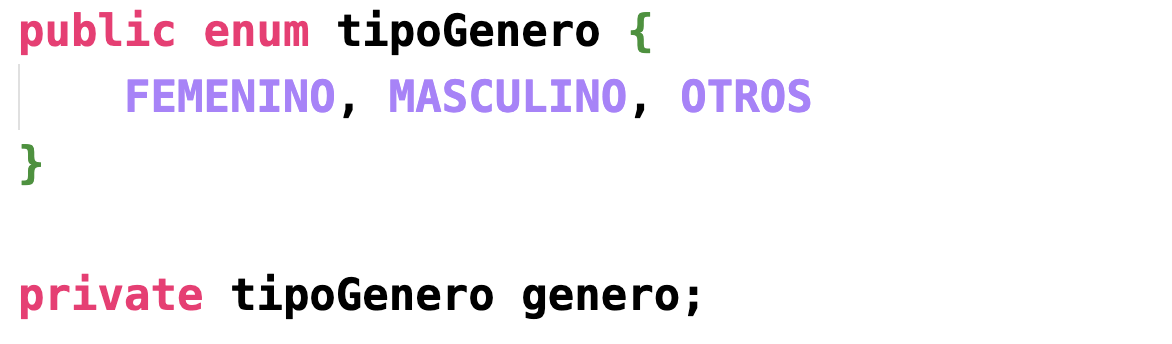 public enum tipoGenero {
    FEMENINO, MASCULINO, OTROS
}
private tipoGenero genero;